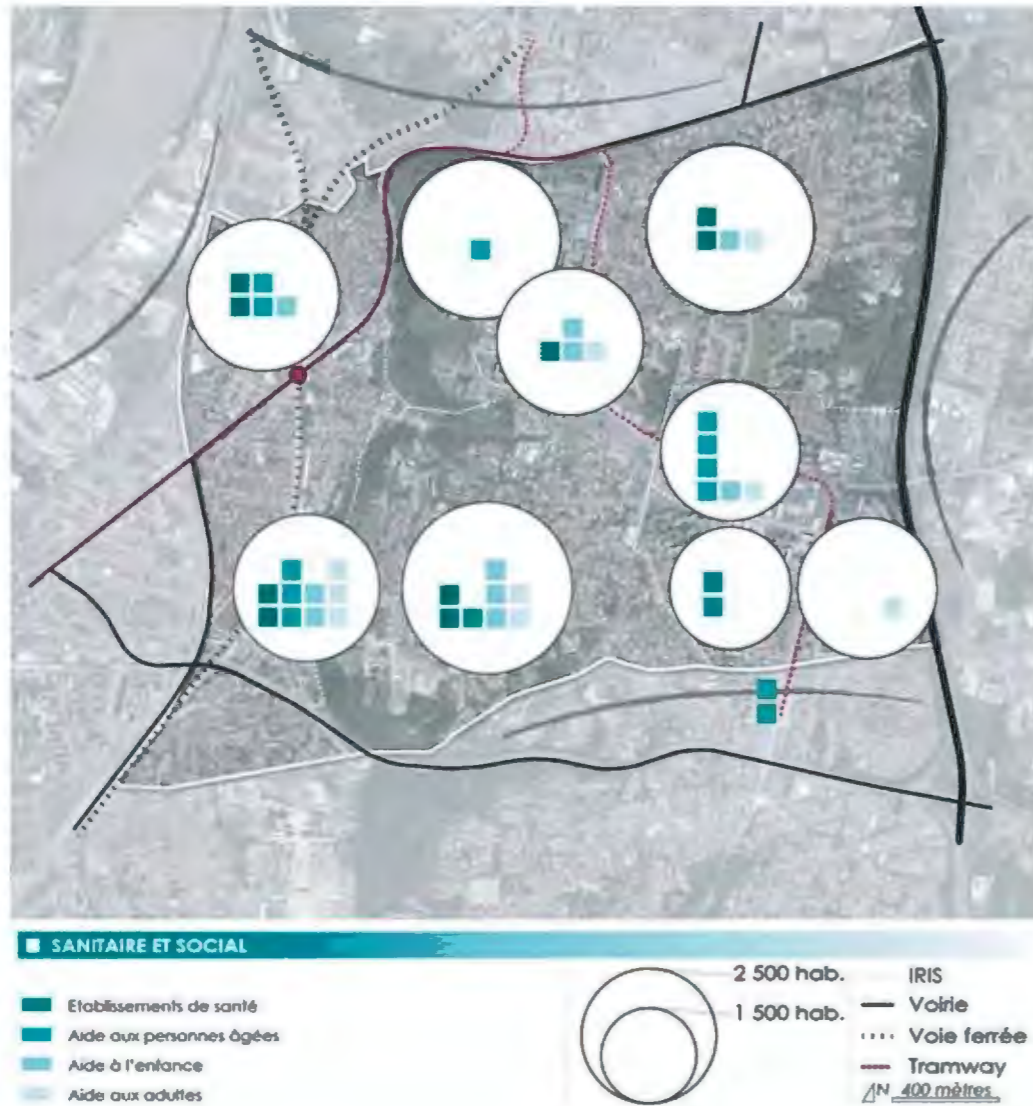 SANITAIRE ET SOCIAL
Etablissements de santé
Aide aux personnes âgées
Aide à l'enfance
Aide aux adultes
2 500 hab.
1 500 hab.
IRIS
Voirie
Voie ferrée
Tramway
N 400 mètres